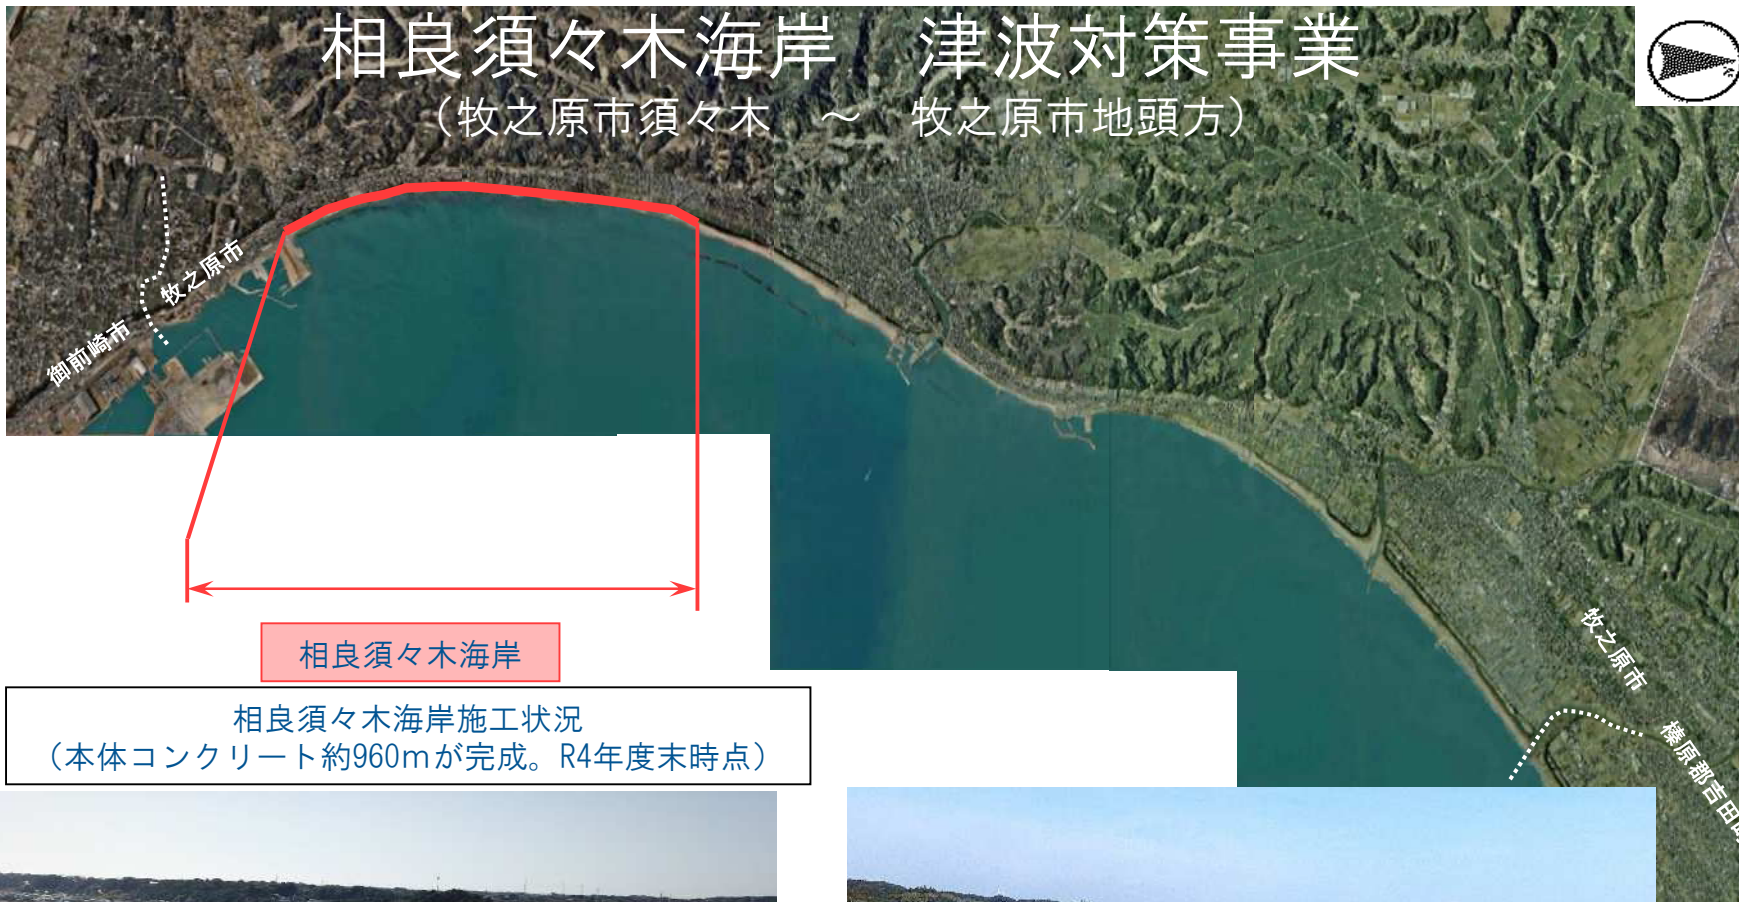 相良須々木海岸　津波対策事業
（牧之原市須々木　～　牧之原市地頭方）
牧之原市
御前崎市
相良須々木海岸
相良須々木海岸施工状況
（本体コンクリート約960mが完成。R4年度末時点）
牧之原市
榛原郡吉田町